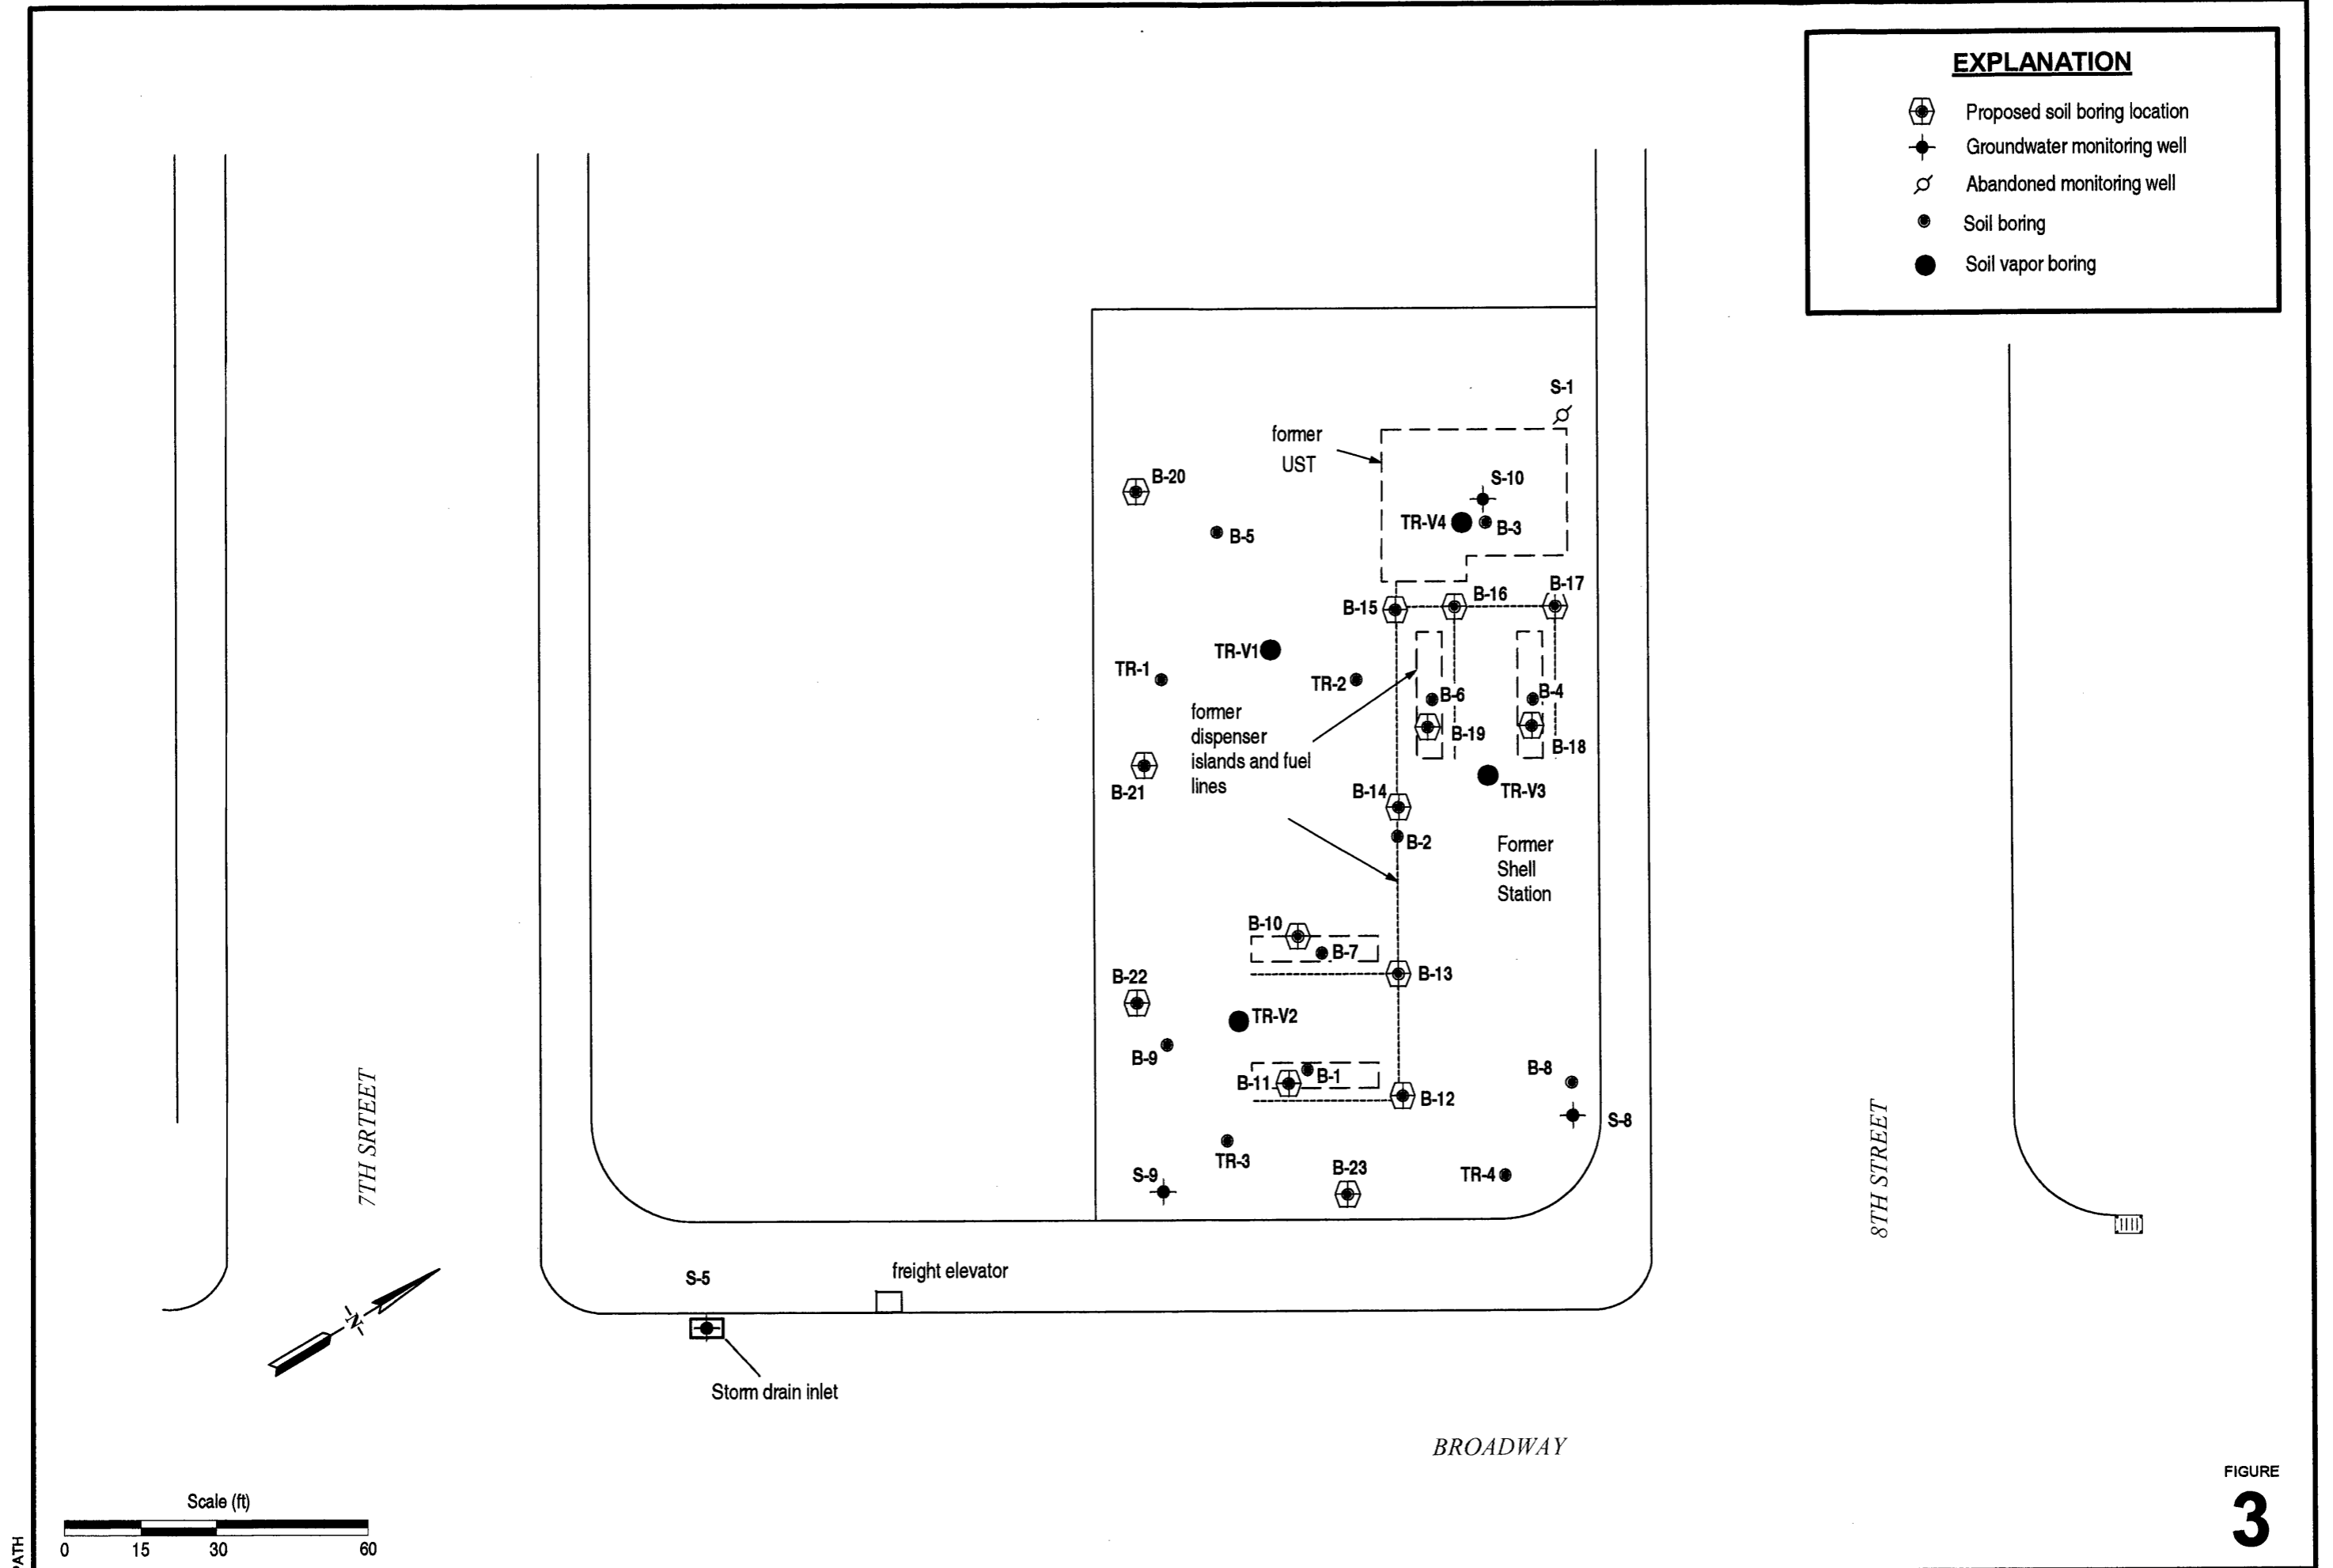 EXPLANATION
Proposed soil boring location
Groundwater monitoring well
Abandoned monitoring well
Soil boring
Soil vapor boring
S-1
former
UST
S-10
B-20
TR-V4
B-3
B-5
B-17
B-16
B-15
TR-V1
TR-1
TR-2
B-6
B-4
former
dispenser
islands and fuel
lines
B-19
B-18
B-21
B-14
TR-V3
B-2
Former
Shell
Station
B-10
B-7
B-13
B-22
TR-V2
B-9
B-8
B-11
B-1
B-12
S-8
TR-3
B-23
S-9
TR-4
7TH SRTEET
8TH STREET
S-5
freight elevator
N
Storm drain inlet
BROADWAY
FIGURE
3
Scale (ft)
0 15 30 60
PATH